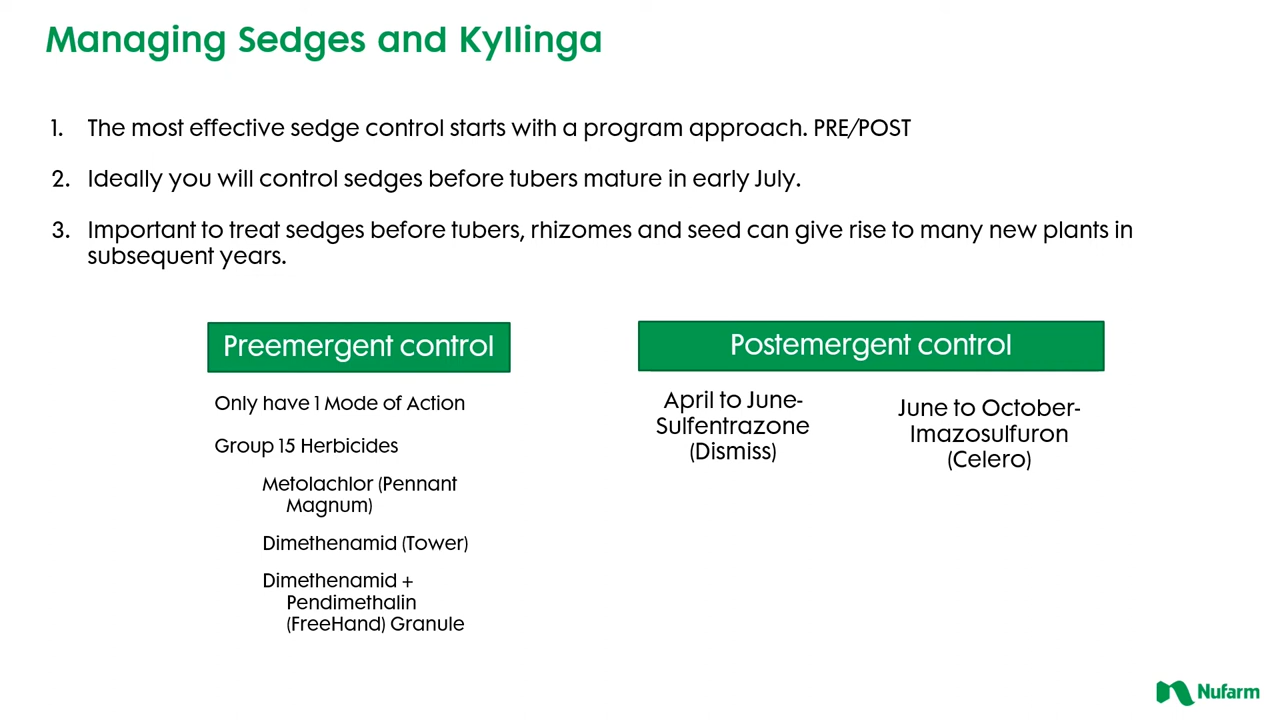 Managing Sedges and Kyllinga
1. The most effective sedge control starts with a program approach. PRE/POST
2. Ideally you will control sedges before tubers mature in early July.
3. Important to treat sedges before tubers, rhizomes and seed can give rise to many new plants in
subsequent years.
Preemergent control
Only have 1 Mode of Action
Group 15 Herbicides
Metolachlor (Pennant
Magnum)
Dimethenamid (Tower)
Dimethenamid +
Pendimethalin
(FreeHand) Granule
Postemergent control
April to June-
Sulfentrazone
(Dismiss)
June to October-
Imazosulfuron
(Celero)
Nufarm